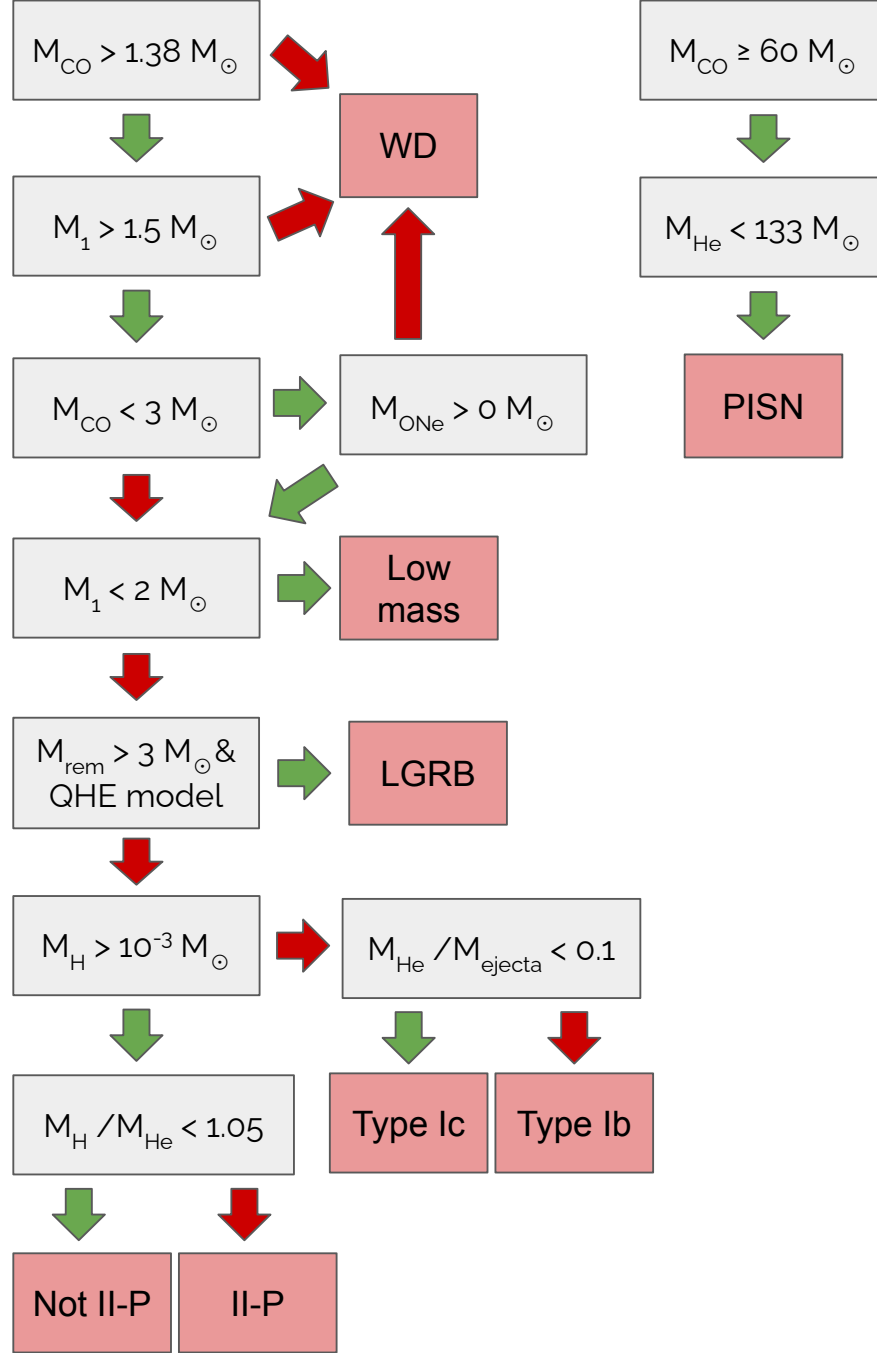 M_CO > 1.38 M_⊙
WD
M_1 > 1.5 M_⊙
M_CO < 3 M_⊙
M_ONe > 0 M_⊙
M_1 < 2 M_⊙
Low
mass
M_rem > 3 M_⊙ &
QHE model
LGRB
M_H > 10^-3 M_⊙
M_He /M_ejecta < 0.1
Type Ic
Type Ib
M_H /M_He < 1.05
Not II-P
II-P
M_CO ≥ 60 M_⊙
M_He < 133 M_⊙
PISN